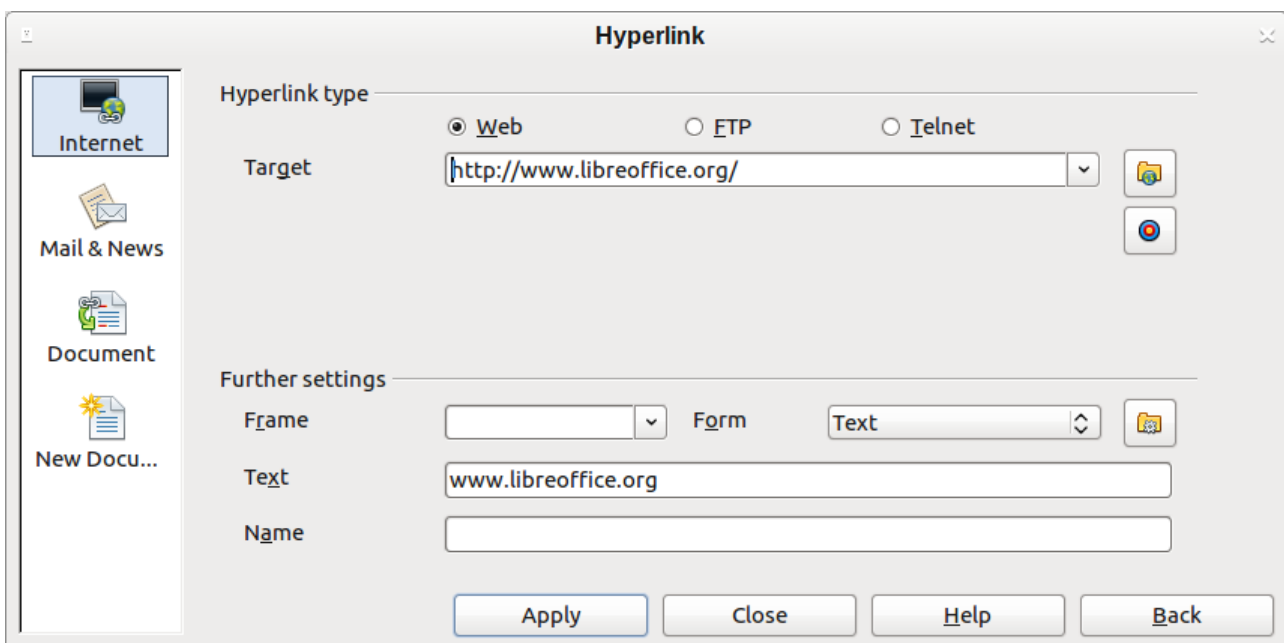 Hyperlink
Internet
Mail & News
Document
New Docu...
Hyperlink type
Web FTP Telnet
Target http://www.libreoffice.org/
Further settings
Frame Form Text
Text www.libreoffice.org
Name
Apply Close Help Back